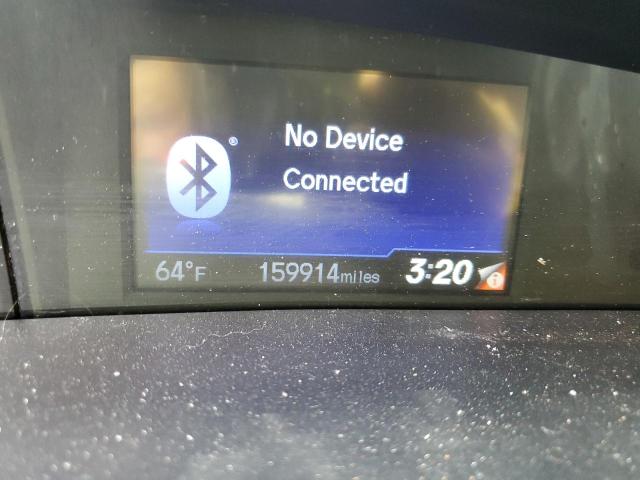 ®
No Device
Connected
64°F 159914miles 3:20 i